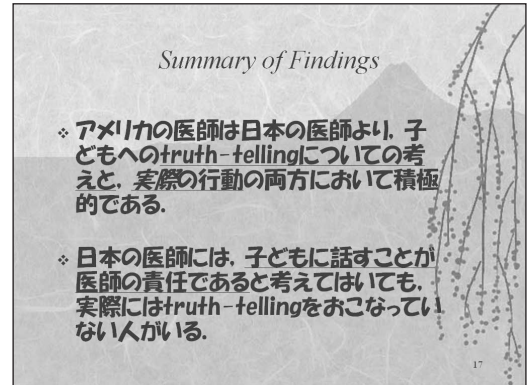 Summary of Findings
❖ アメリカの医師は日本の医師より, 子
どもへのtruth-tellingについての考
えと, 実際の行動の両方において積極
的である.
❖ 日本の医師には, 子どもに話すことが
医師の責任であると考えてはいても,
実際にはtruth-tellingをおこなってい
ない人がいる.
17